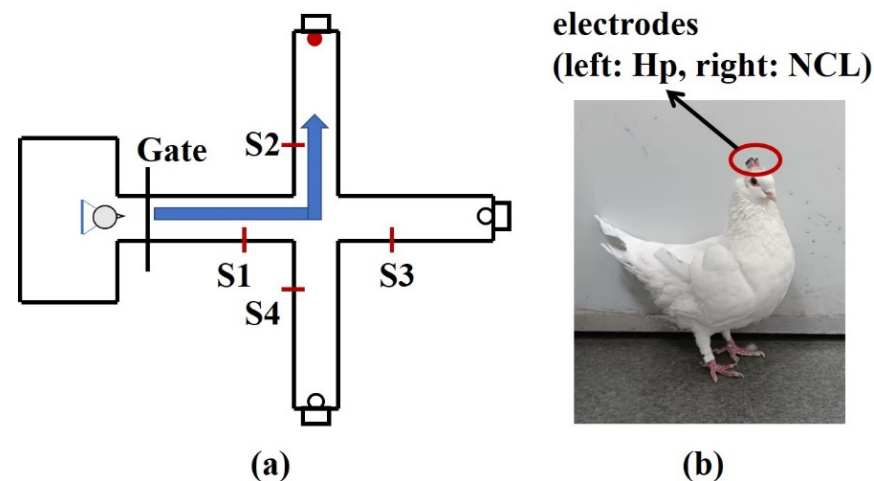 electrodes
(left: Hp, right: NCL)
Gate
S2
S1
S3
S4
(a)
(b)